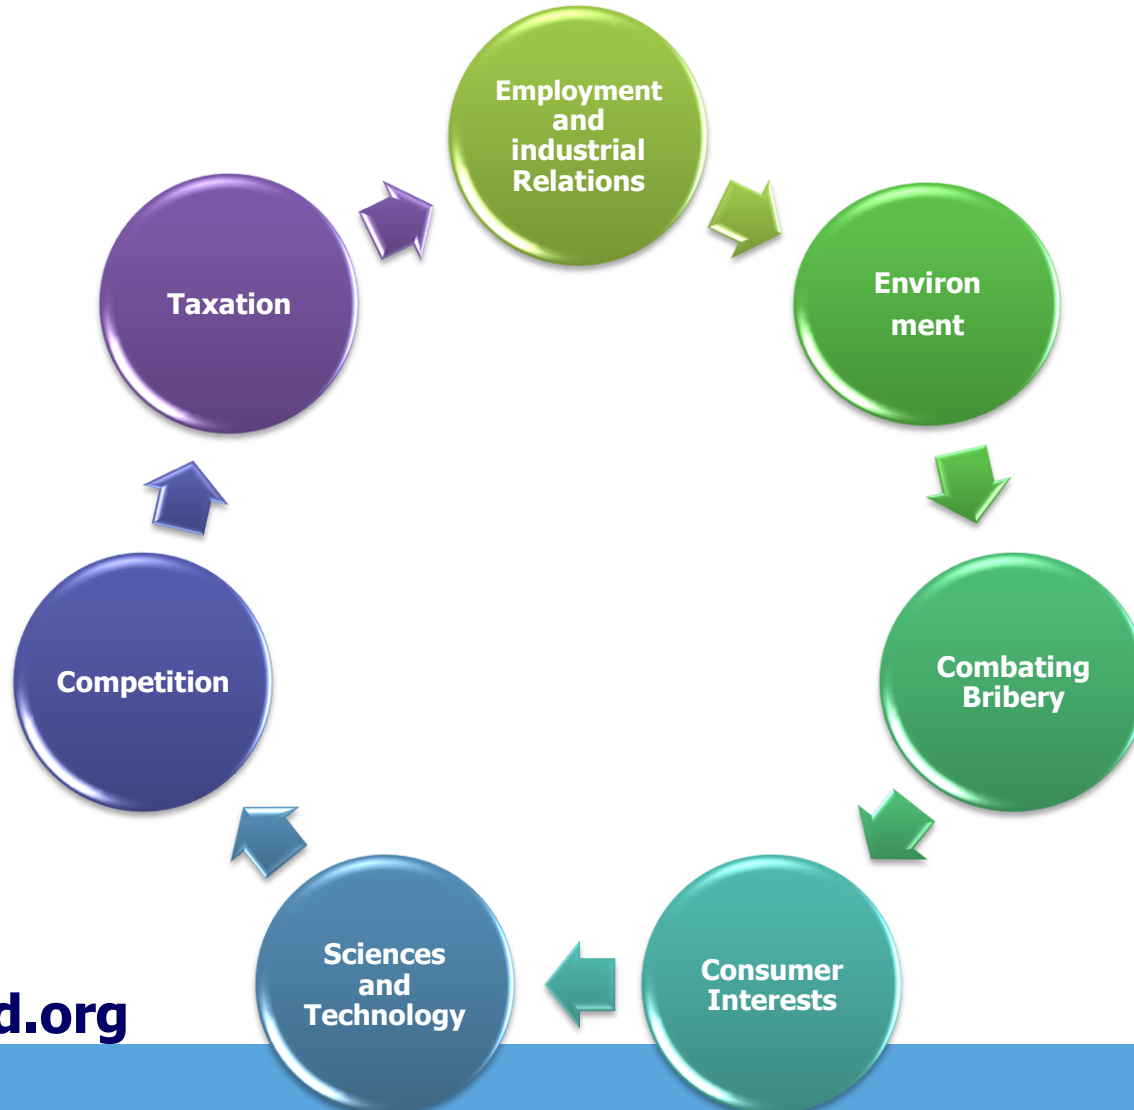 Employment
and
industrial
Relations
Environ
ment
Combating
Bribery
Consumer
Interests
Sciences
and
Technology
Competition
Taxation
d.org